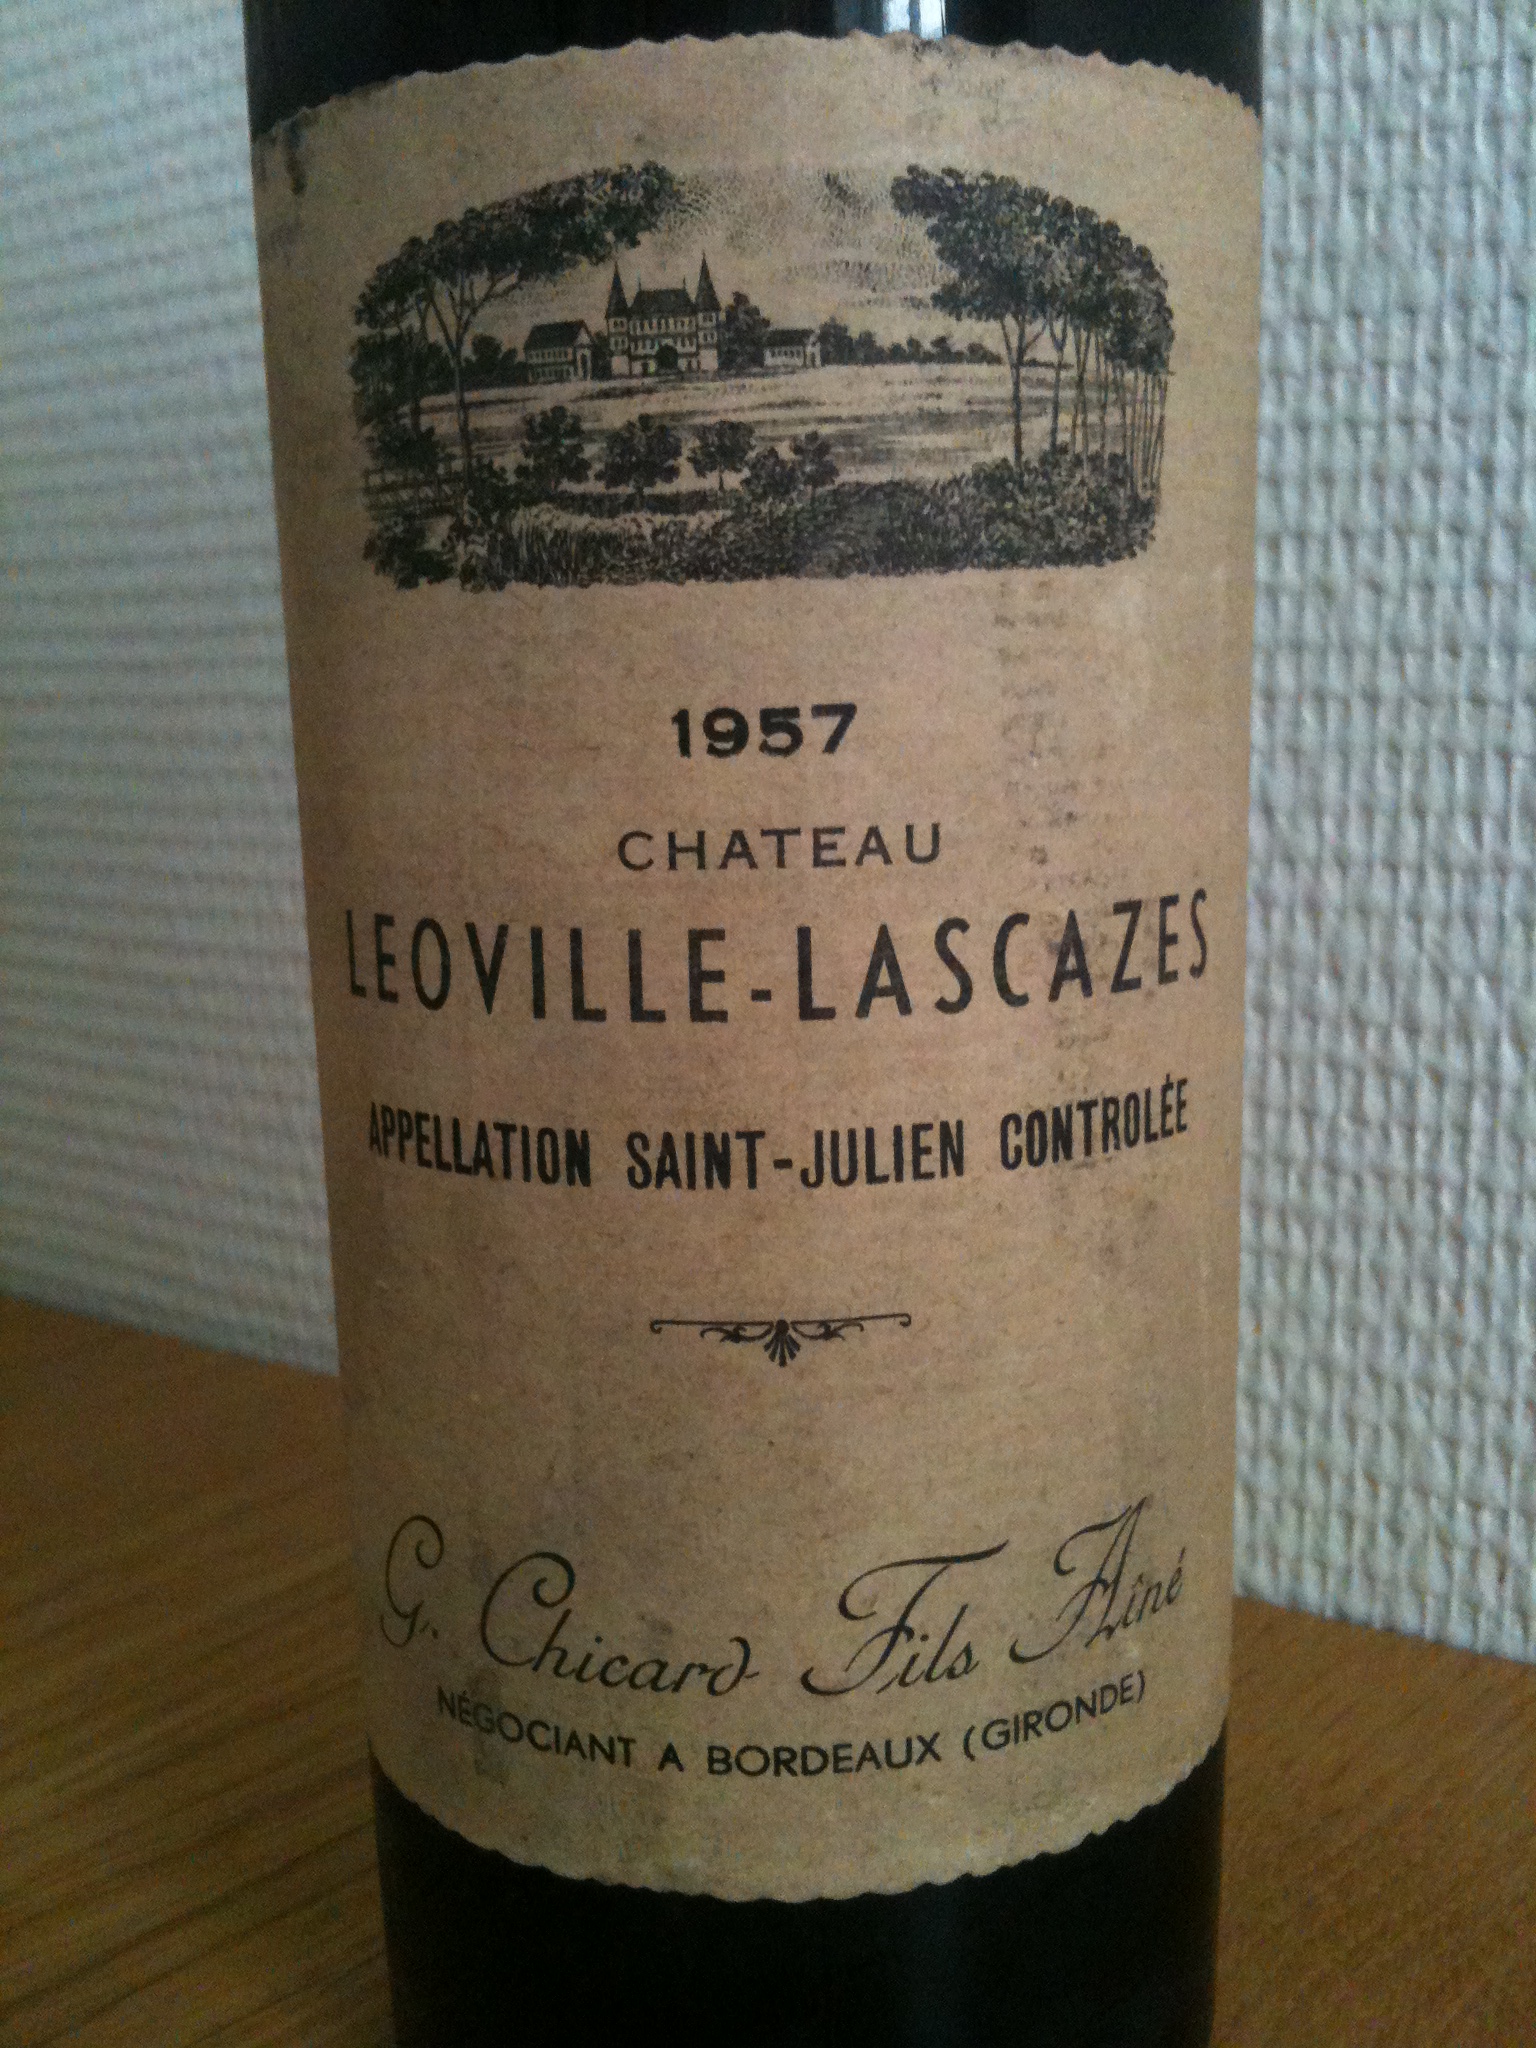 1957
CHATEAU
LEOVILLE-LASCAZES
APPELLATION SAINT-JULIEN CONTROLÉE
G. Chicard Fils Aîné
NÉGOCIANT A BORDEAUX (GIRONDE)